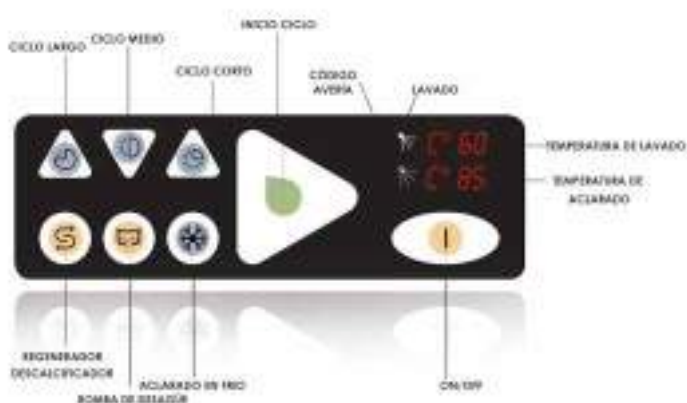 INICIO CICLO
CICLO MEDIO
CICLO LARGO
CICLO CORTO
CÓDIGO
AVERÍA
LAVADO
C° 60
TEMPERATURA DE LAVADO
C° 85
TEMPERATURA DE
ACLARADO
REGENERADOR
DESCALCIFICADOR
ACLARADO EN FRIO
BOMBA DE DESAGÜE
ON/OFF